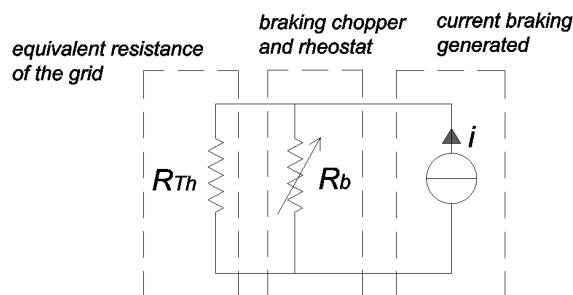 equivalent resistance
of the grid
braking chopper
and rheostat
current braking
generated
RTh
Rb
i